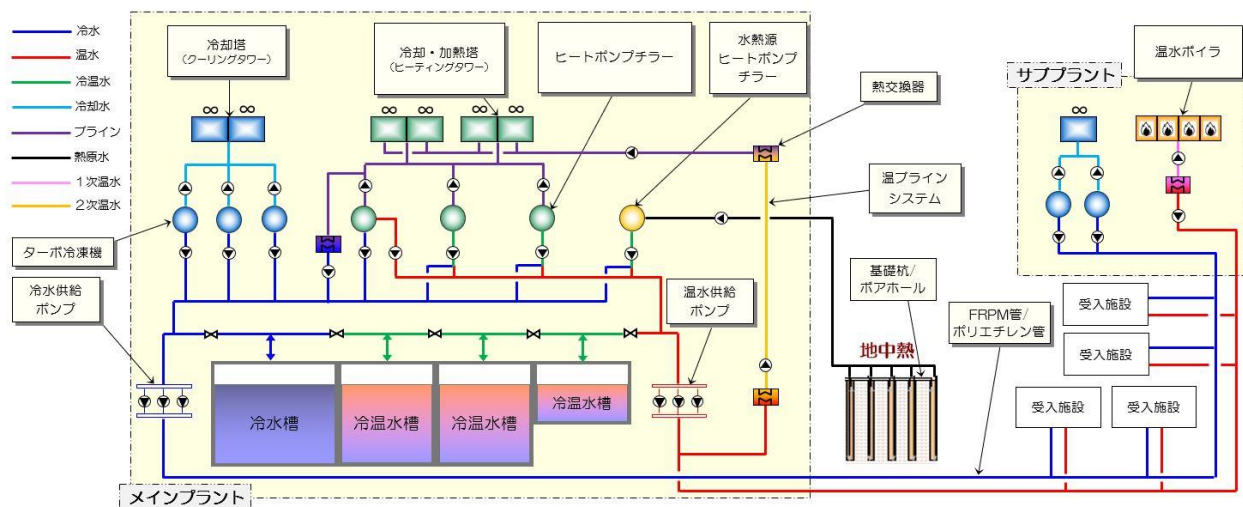 冷水
温水
冷温水
冷却水
ブライン
熱原水
1次温水
2次温水
冷却塔
（クーリングタワー）
冷却・加熱塔
（ヒーティングタワー）
ヒートポンプチラー
水熱源
ヒートポンプ
チラー
熱交換器
温ブライン
システム
サブプラント
温水ボイラ
ターボ冷凍機
冷水供給
ポンプ
温水供給
ポンプ
基礎杭/
ボアホール
地中熱
FRPM管/
ポリエチレン管
受入施設
受入施設
受入施設
受入施設
冷水槽
冷温水槽
冷温水槽
冷温水槽
メインプラント